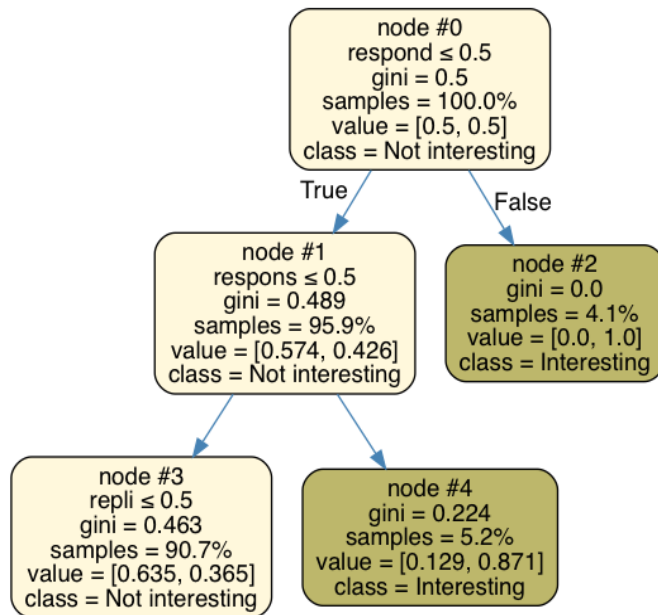 node #0
respond ≤ 0.5
gini = 0.5
samples = 100.0%
value = [0.5, 0.5]
class = Not interesting
True
False
node #1
respons ≤ 0.5
gini = 0.489
samples = 95.9%
value = [0.574, 0.426]
class = Not interesting
node #2
gini = 0.0
samples = 4.1%
value = [0.0, 1.0]
class = Interesting
node #3
repli ≤ 0.5
gini = 0.463
samples = 90.7%
value = [0.635, 0.365]
class = Not interesting
node #4
gini = 0.224
samples = 5.2%
value = [0.129, 0.871]
class = Interesting